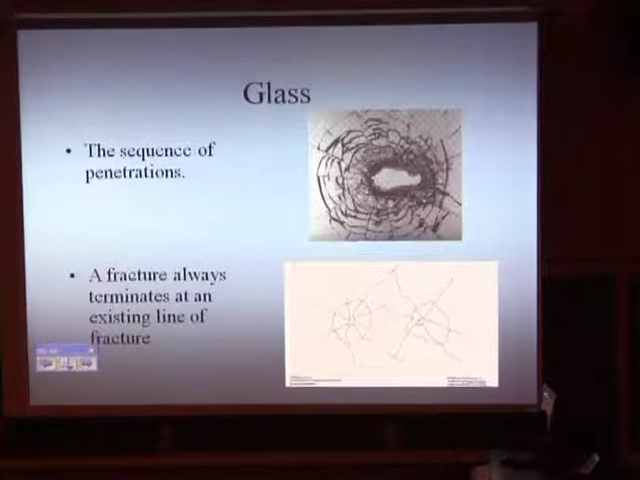 Glass
• The sequence of
penetrations.
• A fracture always
terminates at an
existing line of
fracture